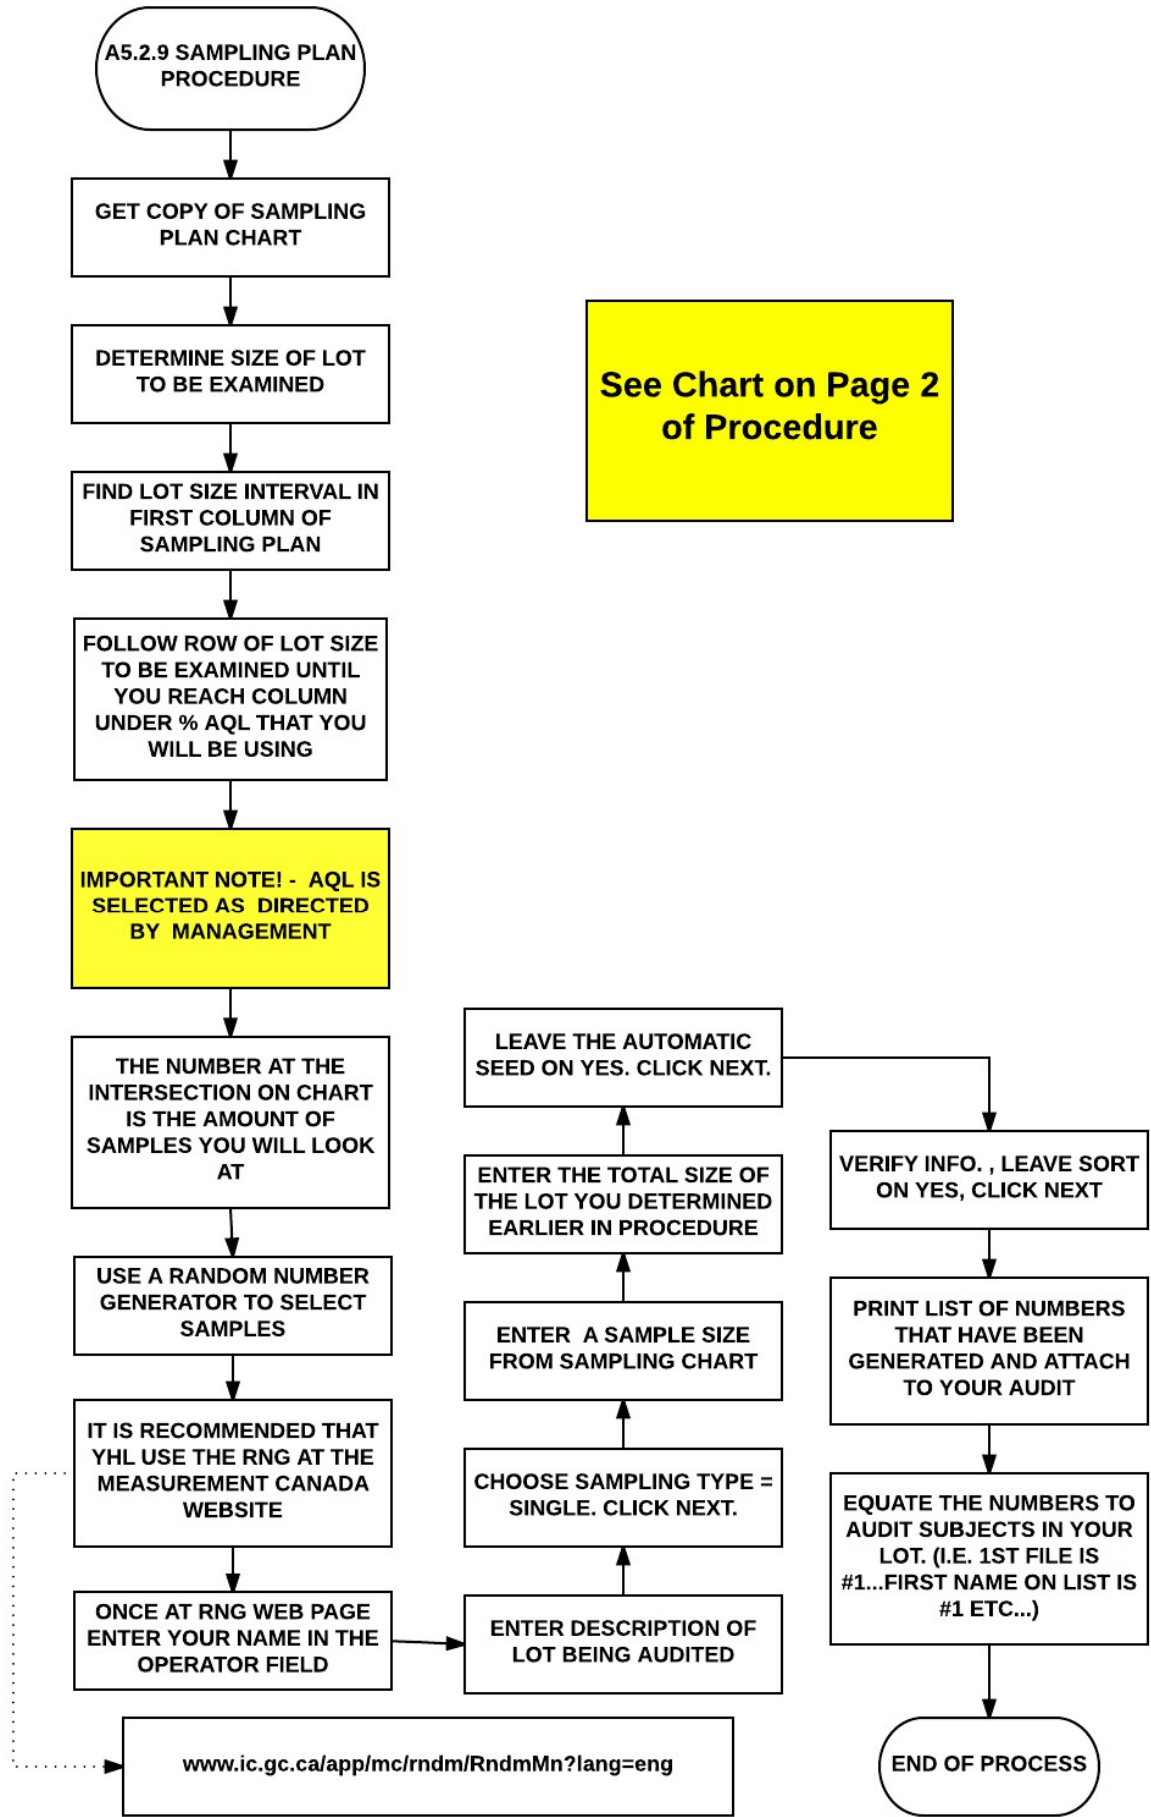 A5.2.9 SAMPLING PLAN
PROCEDURE
GET COPY OF SAMPLING
PLAN CHART
DETERMINE SIZE OF LOT
TO BE EXAMINED
See Chart on Page 2
of Procedure
FIND LOT SIZE INTERVAL IN
FIRST COLUMN OF
SAMPLING PLAN
FOLLOW ROW OF LOT SIZE
TO BE EXAMINED UNTIL
YOU REACH COLUMN
UNDER % AQL THAT YOU
WILL BE USING
IMPORTANT NOTE! - AQL IS
SELECTED AS DIRECTED
BY MANAGEMENT
THE NUMBER AT THE
INTERSECTION ON CHART
IS THE AMOUNT OF
SAMPLES YOU WILL LOOK
AT
USE A RANDOM NUMBER
GENERATOR TO SELECT
SAMPLES
IT IS RECOMMENDED THAT
YHL USE THE RNG AT THE
MEASUREMENT CANADA
WEBSITE
ONCE AT RNG WEB PAGE
ENTER YOUR NAME IN THE
OPERATOR FIELD
www.ic.gc.ca/app/mc/rndm/RndmMn?lang=eng
ENTER DESCRIPTION OF
LOT BEING AUDITED
CHOOSE SAMPLING TYPE =
SINGLE. CLICK NEXT.
ENTER A SAMPLE SIZE
FROM SAMPLING CHART
ENTER THE TOTAL SIZE OF
THE LOT YOU DETERMINED
EARLIER IN PROCEDURE
LEAVE THE AUTOMATIC
SEED ON YES. CLICK NEXT.
VERIFY INFO. , LEAVE SORT
ON YES, CLICK NEXT
PRINT LIST OF NUMBERS
THAT HAVE BEEN
GENERATED AND ATTACH
TO YOUR AUDIT
EQUATE THE NUMBERS TO
AUDIT SUBJECTS IN YOUR
LOT. (I.E. 1ST FILE IS
#1...FIRST NAME ON LIST IS
#1 ETC...)
END OF PROCESS